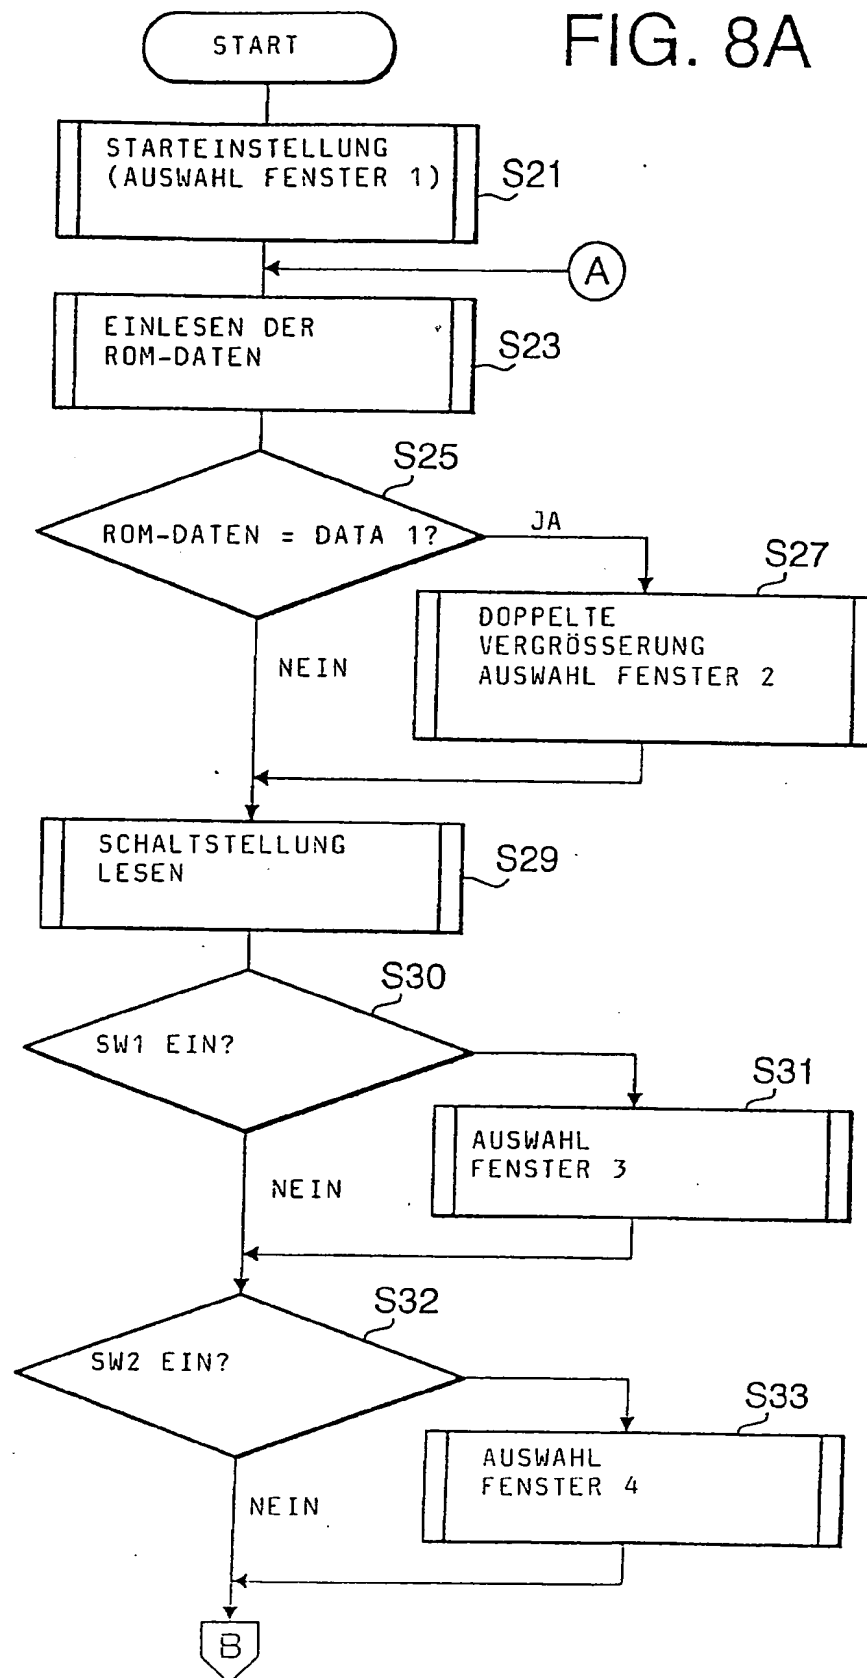 FIG. 8A
START
STARTEINSTELLUNG
(AUSWAHL FENSTER 1)
S21
A
EINLESEN DER
ROM-DATEN
S23
S25
ROM-DATEN = DATA 1?
JA
S27
DOPPELTE
VERGRÖSSERUNG
AUSWAHL FENSTER 2
NEIN
SCHALTSTELLUNG
LESEN
S29
S30
SW1 EIN?
S31
AUSWAHL
FENSTER 3
NEIN
S32
SW2 EIN?
S33
AUSWAHL
FENSTER 4
NEIN
B